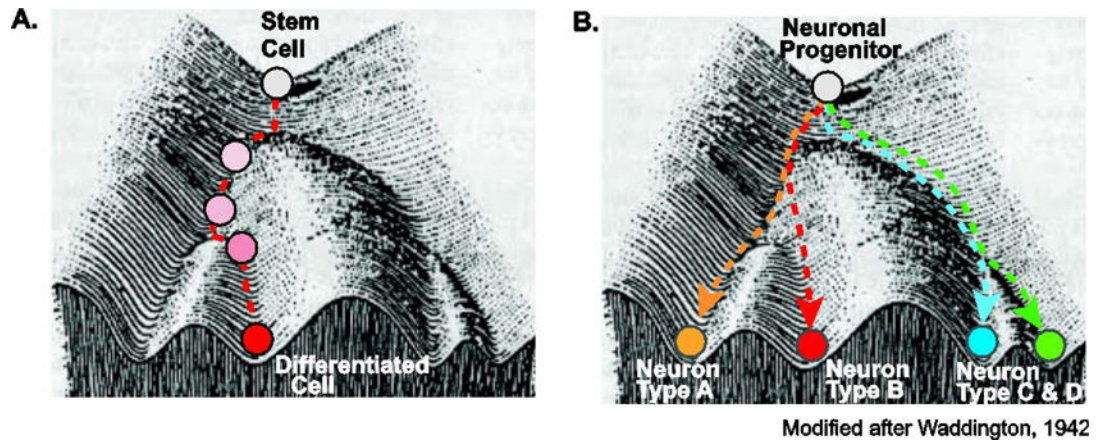 A.
Stem
Cell
Differentiated
Cell
B.
Neuronal
Progenitor
Neuron
Type A
Neuron
Type B
Neuron
Type C & D
Modified after Waddington, 1942